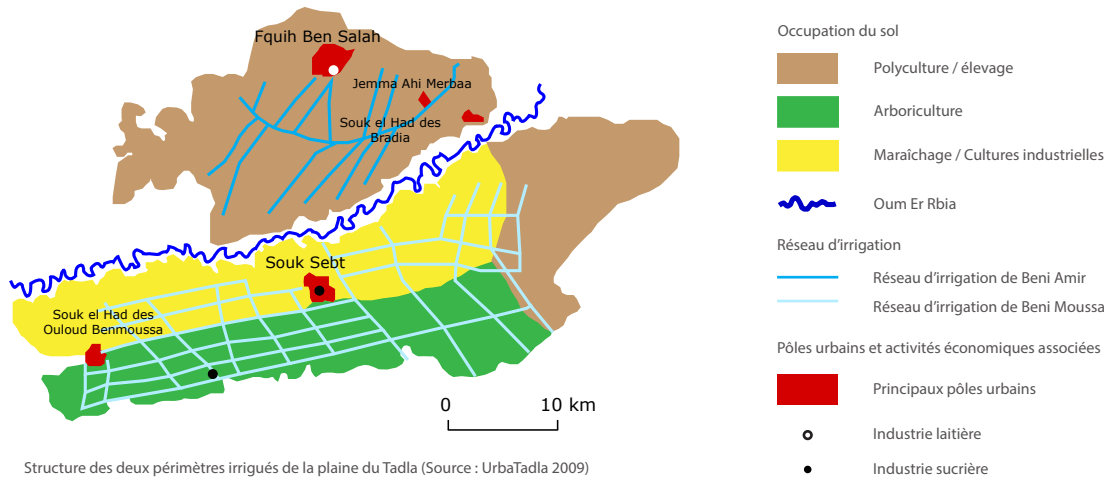 Fquih Ben Salah
Jemma Ahi Merbaa
Souk el Had des
Bradia
Souk Sebt
Souk el Had des
Ouloud Benmoussa
0 10 km
Structure des deux périmètres irrigués de la plaine du Tadla (Source : UrbaTadla 2009)
Occupation du sol
Polyculture / élevage
Arboriculture
Maraîchage / Cultures industrielles
Oum Er Rbia
Réseau d’irrigation
Réseau d’irrigation de Beni Amir
Réseau d’irrigation de Beni Moussa
Pôles urbains et activités économiques associées
Principaux pôles urbains
Industrie laitière
Industrie sucrière